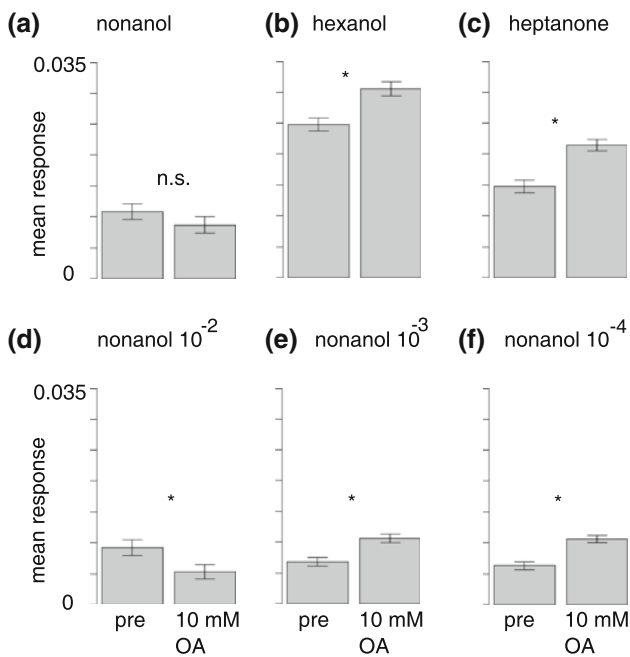 (a) nonanol (b) hexanol (c) heptanone
0.035
mean response
0
n.s.
*
*
(d) nonanol 10-2 (e) nonanol 10-3 (f) nonanol 10-4
0.035
mean response
0
*
*
*
pre 10 mM OA pre 10 mM OA pre 10 mM OA